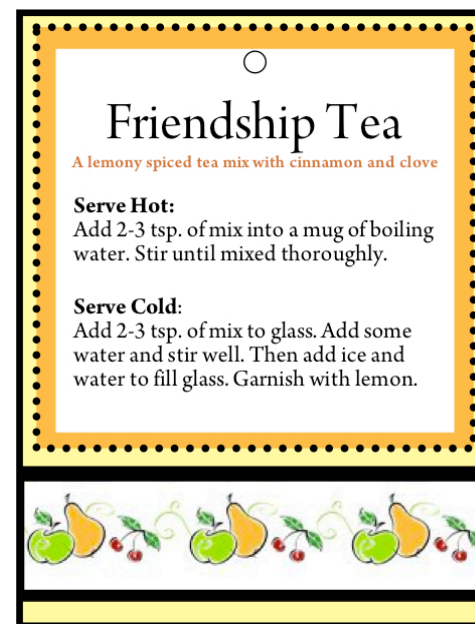 Friendship Tea
A lemony spiced tea mix with cinnamon and clove
Serve Hot:
Add 2-3 tsp. of mix into a mug of boiling
water. Stir until mixed thoroughly.
Serve Cold:
Add 2-3 tsp. of mix to glass. Add some
water and stir well. Then add ice and
water to fill glass. Garnish with lemon.